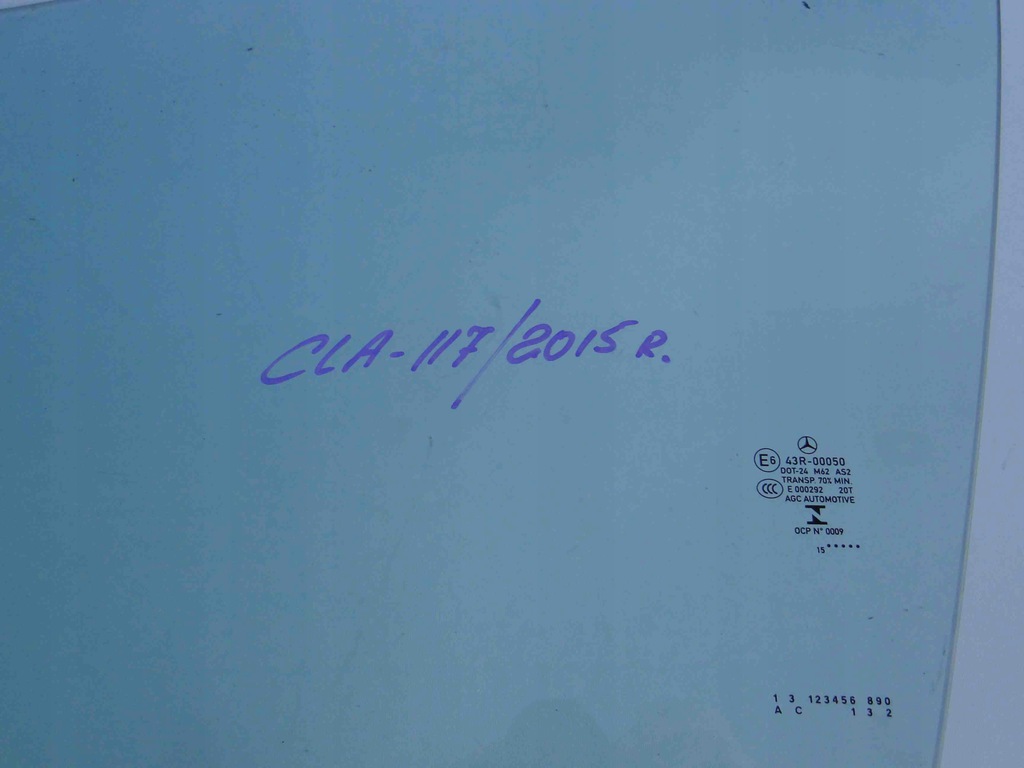 CLA-117/2015 R.
E6 43R-00050
DOT-24 M62 AS2
TRANSP. 70% MIN.
CCC E 000292 20T
AGC AUTOMOTIVE
OCP N° 0009
15 •••••
1 3 123456 890
A C 1 3 2